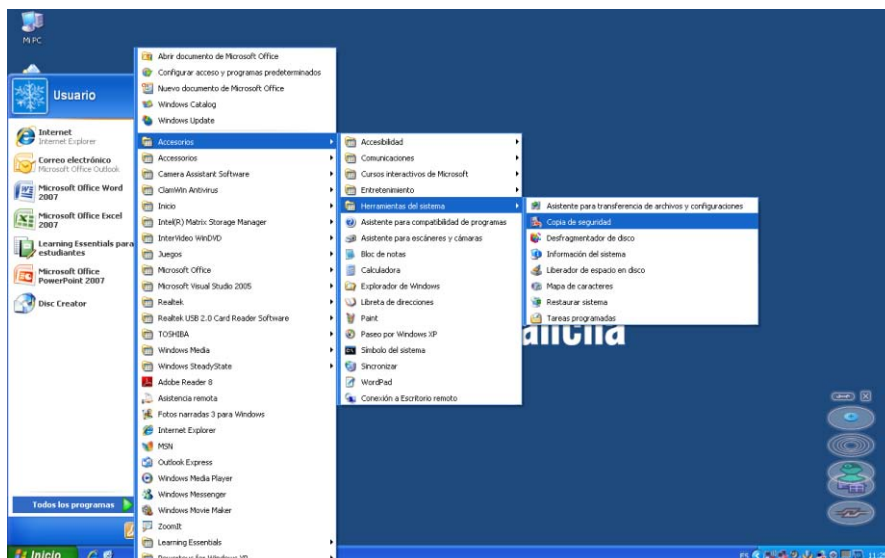 Mi PC
Usuario
Internet
Internet Explorer
Correo electrónico
Microsoft Office Outlook
Microsoft Office Word
2007
Microsoft Office Excel
2007
Learning Essentials para
estudiantes
Microsoft Office
PowerPoint 2007
Disc Creator
Todos los programas
Inicio
Abrir documento de Microsoft Office
Configurar acceso y programas predeterminados
Nuevo documento de Microsoft Office
Windows Catalog
Windows Update
Accesorios
Accessorios
Camera Assistant Software
ClamWin Antivirus
Inicio
Intel(R) Matrix Storage Manager
InterVideo WinDVD
Juegos
Microsoft Office
Microsoft Visual Studio 2005
Realtek
Realtek USB 2.0 Card Reader Software
TOSHIBA
Windows Media
Windows SteadyState
Adobe Reader 8
Asistencia remota
Fotos narradas 3 para Windows
Internet Explorer
MSN
Outlook Express
Windows Media Player
Windows Messenger
Windows Movie Maker
ZoomIt
Learning Essentials
Powertoys for Windows XP
Accesibilidad
Comunicaciones
Cursos interactivos de Microsoft
Entretenimiento
Herramientas del sistema
Asistente para compatibilidad de programas
Asistente para escáneres y cámaras
Bloc de notas
Calculadora
Explorador de Windows
Libreta de direcciones
Paint
Paseo por Windows XP
Símbolo del sistema
Sincronizar
WordPad
Conexión a Escritorio remoto
Asistente para transferencia de archivos y configuraciones
Copia de seguridad
Desfragmentador de disco
Información del sistema
Liberador de espacio en disco
Mapa de caracteres
Restaurar sistema
Tareas programadas
ES